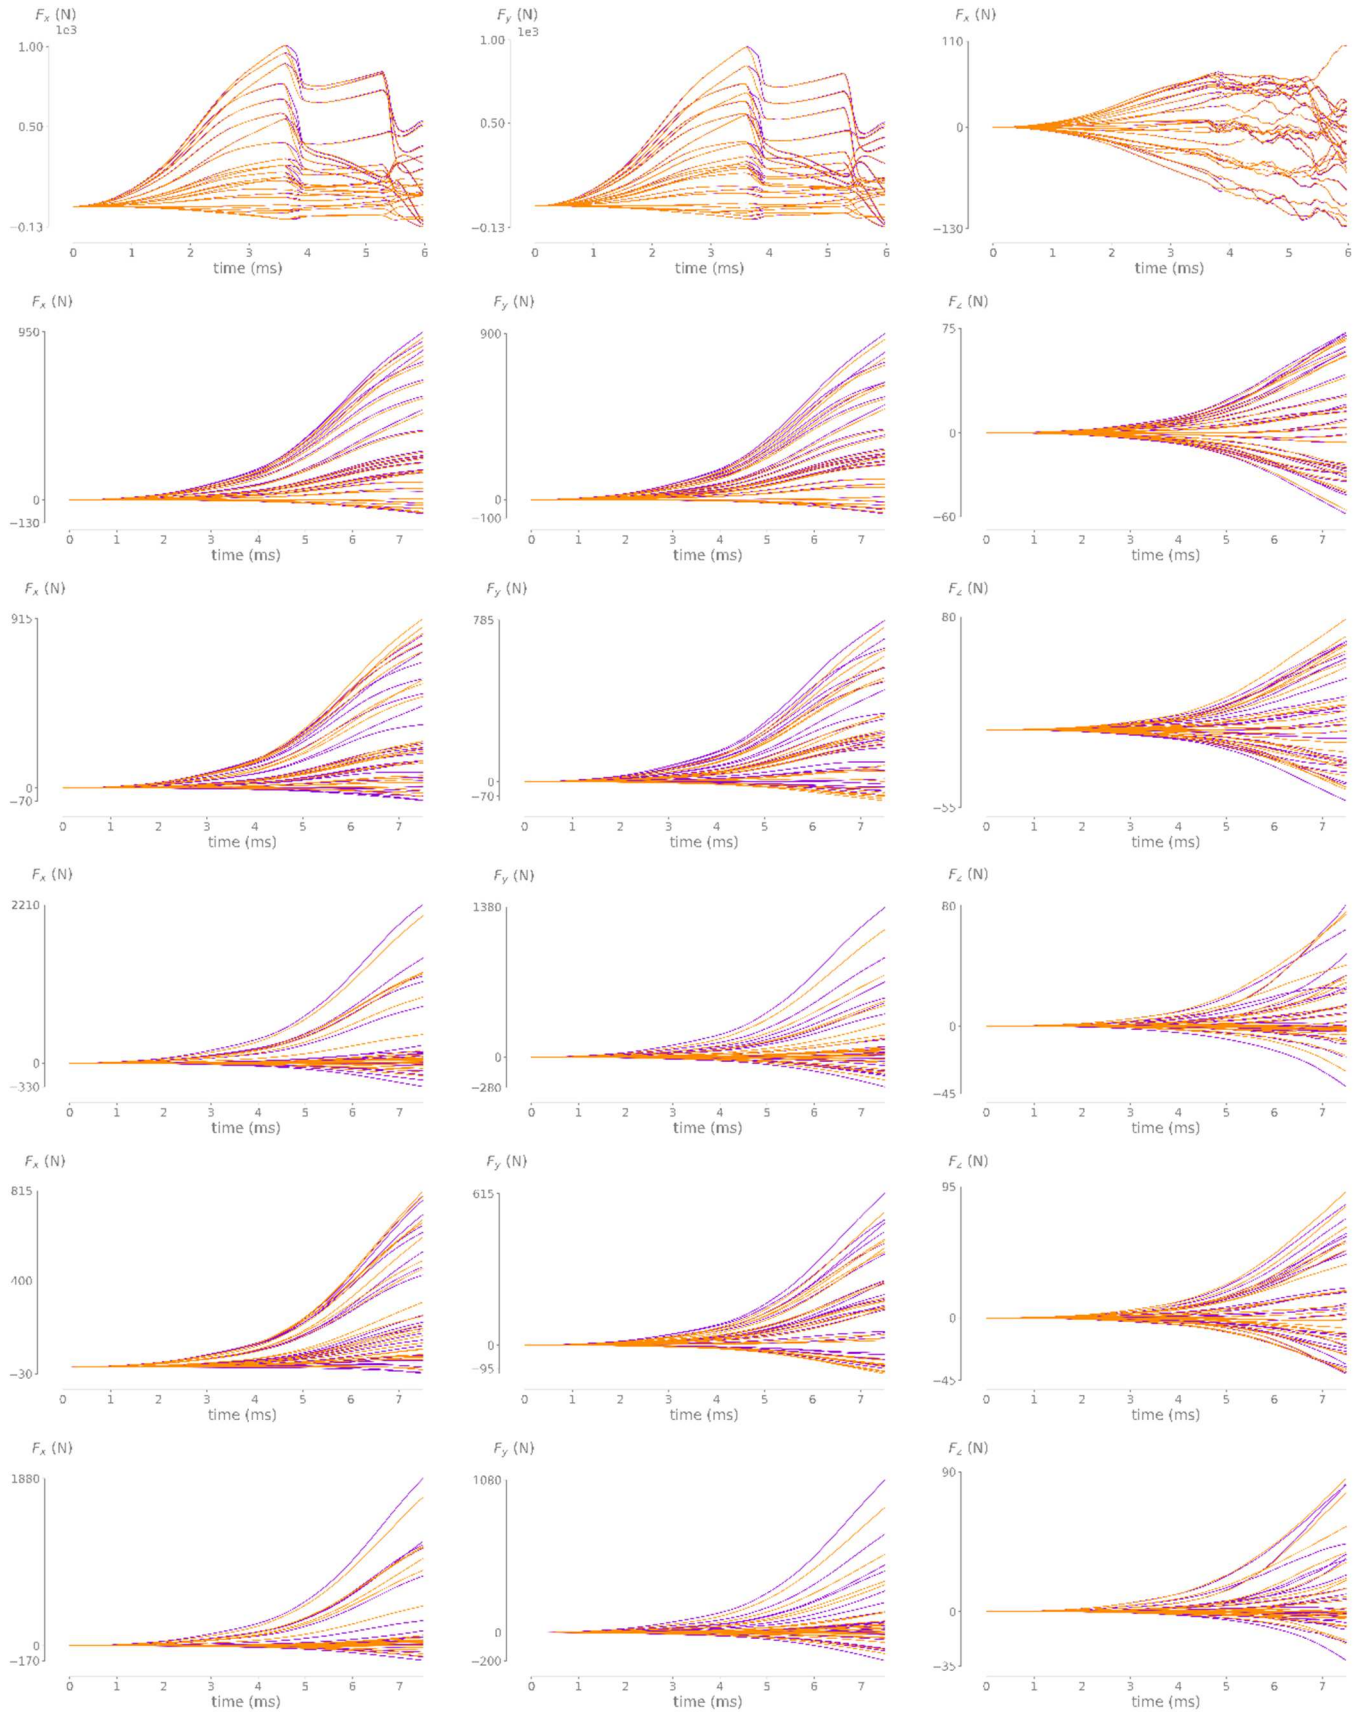 Fx (N) Fy (N) Fx (N)
1e3 1e3
1.00 1.00 110
0.50 0.50 0
−0.13 −0.13 −130
0 1 2 3 4 5 6 0 1 2 3 4 5 6 0 1 2 3 4 5 6
time (ms) time (ms) time (ms)
Fx (N) Fy (N) Fz (N)
950 900 75
0 0 0
−130 −100 −60
0 1 2 3 4 5 6 7 0 1 2 3 4 5 6 7 0 1 2 3 4 5 6 7
time (ms) time (ms) time (ms)
Fx (N) Fy (N) Fz (N)
915 785 80
0 0 0
−70 −70 −55
0 1 2 3 4 5 6 7 0 1 2 3 4 5 6 7 0 1 2 3 4 5 6 7
time (ms) time (ms) time (ms)
Fx (N) Fy (N) Fz (N)
2210 1380 80
0 0 0
−330 −280 −45
0 1 2 3 4 5 6 7 0 1 2 3 4 5 6 7 0 1 2 3 4 5 6 7
time (ms) time (ms) time (ms)
Fx (N) Fy (N) Fz (N)
815 615 95
400 0 0
−30 −95 −45
0 1 2 3 4 5 6 7 0 1 2 3 4 5 6 7 0 1 2 3 4 5 6 7
time (ms) time (ms) time (ms)
Fx (N) Fy (N) Fz (N)
1880 1080 90
0 0 0
−170 −200 −35
0 1 2 3 4 5 6 7 0 1 2 3 4 5 6 7 0 1 2 3 4 5 6 7
time (ms) time (ms) time (ms)